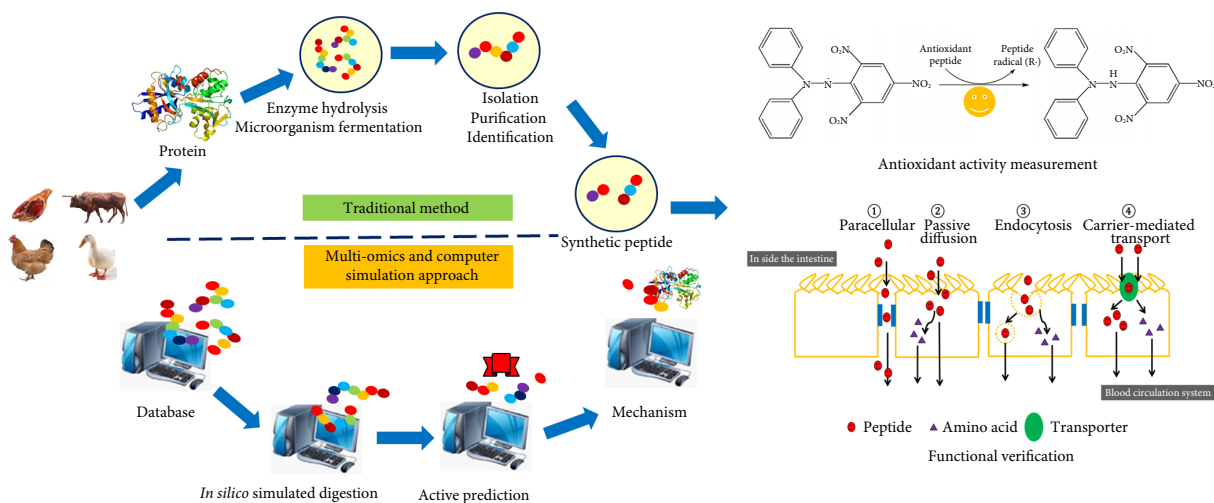 Protein
Enzyme hydrolysis
Microorganism fermentation
Isolation
Purification
Identification
Traditional method
Multi-omics and computer
simulation approach
Synthetic peptide
Database
In silico simulated digestion
Active prediction
Mechanism
N
N
·
O₂N
NO₂
NO₂
O₂N
Antioxidant
peptide
Peptide
radical (R·)
N
H
N
O₂N
NO₂
O₂N
Antioxidant activity measurement
①
Paracellular
②
Passive
diffusion
③
Endocytosis
④
Carrier-mediated
transport
In side the intestine
Blood circulation system
Peptide
Amino acid
Transporter
Functional verification